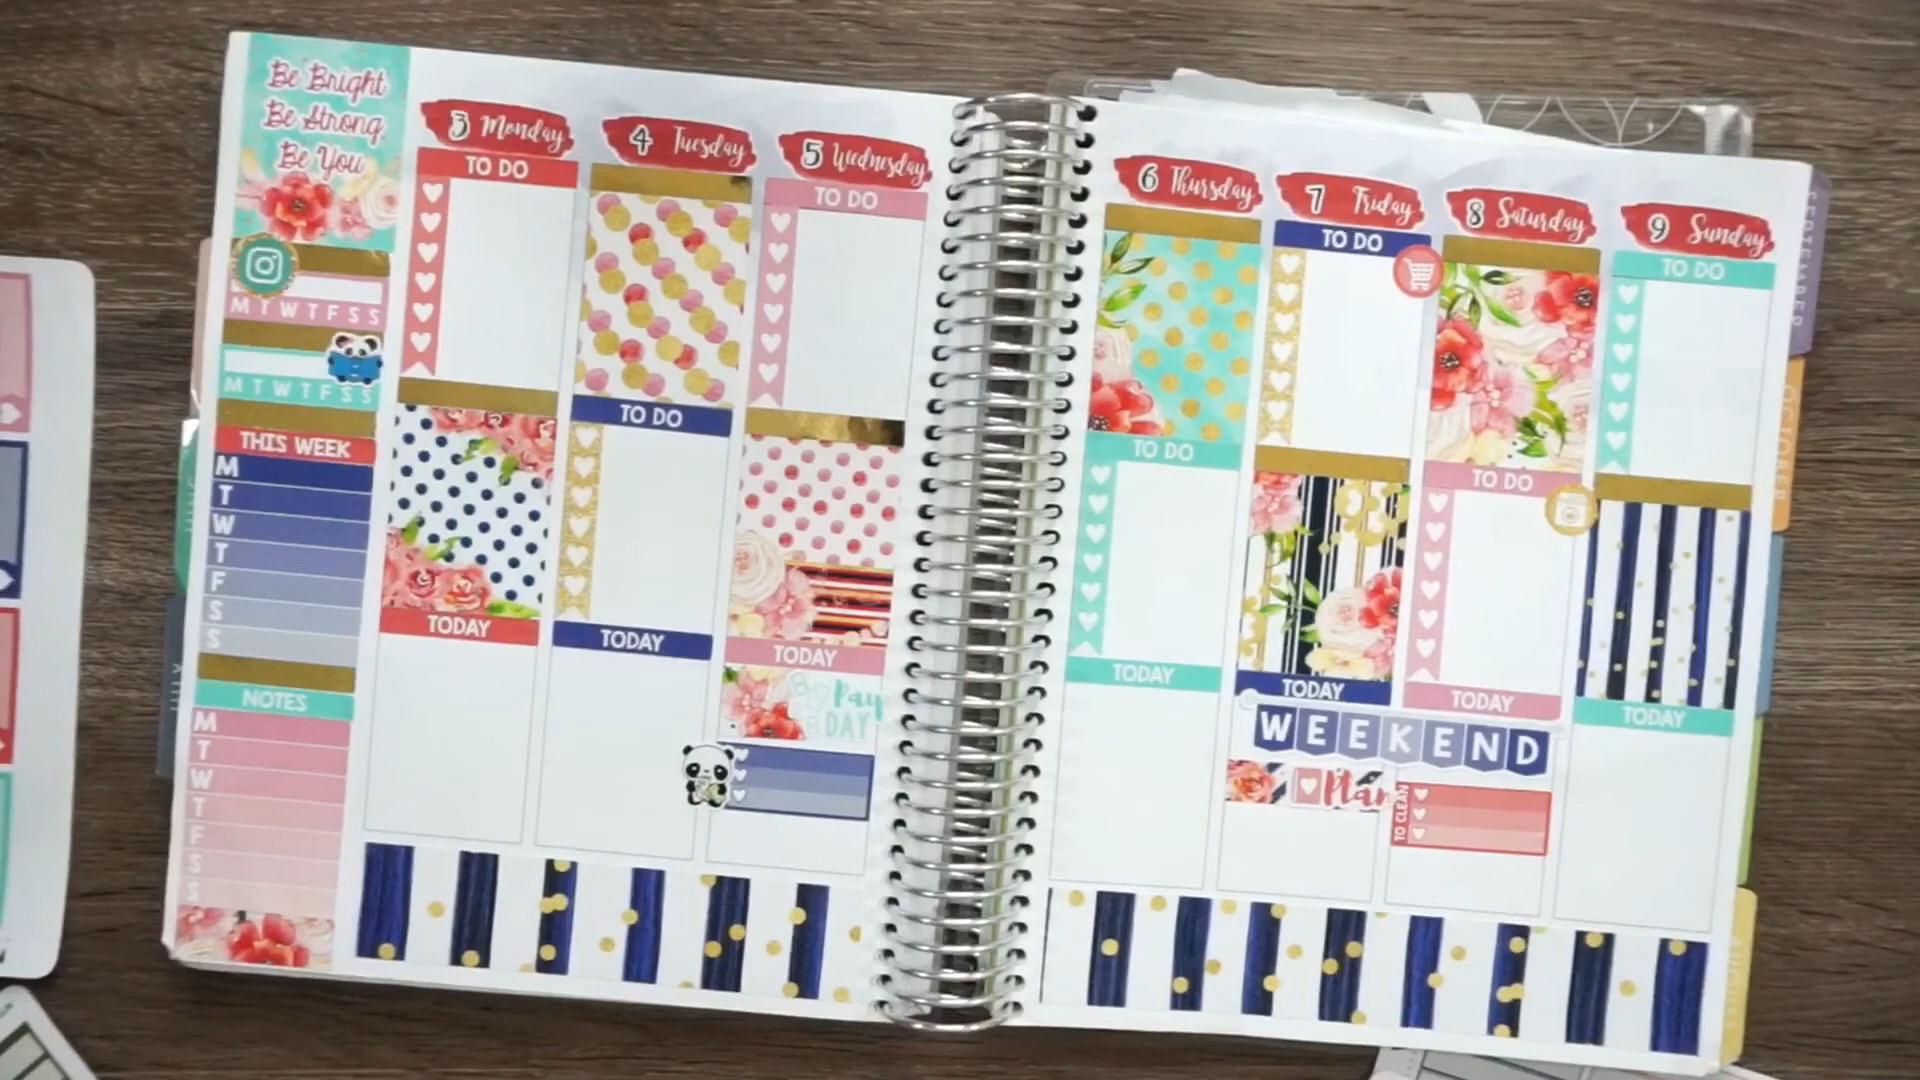 Be Bright
Be Strong,
Be You
M T W T F S S
M T W T F S S
THIS WEEK
M
T
W
T
F
S
S
NOTES
M
T
W
T
F
S
S
3 Monday
TO DO
TODAY
4 Tuesday
TO DO
TODAY
5 Wednesday
TO DO
TODAY
Pay
DAY
6 Thursday
TO DO
TODAY
7 Friday
TO DO
TODAY
WEEKEND
Plan
8 Saturday
TO DO
TODAY
TO CLEAN
9 Sunday
TO DO
TODAY
SEPTEMBER
OCTOBER